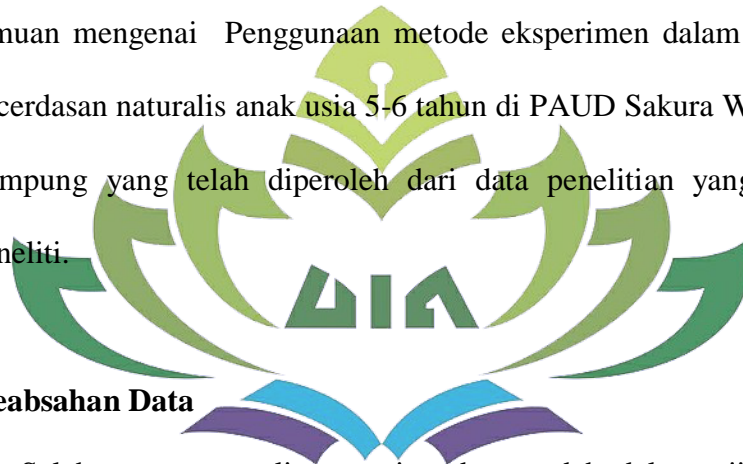 muan mengenai Penggunaan metode eksperimen dalam
cerdasan naturalis anak usia 5-6 tahun di PAUD Sakura W
mpung yang telah diperoleh dari data penelitian yang
neliti.
UIN
eabsahan Data